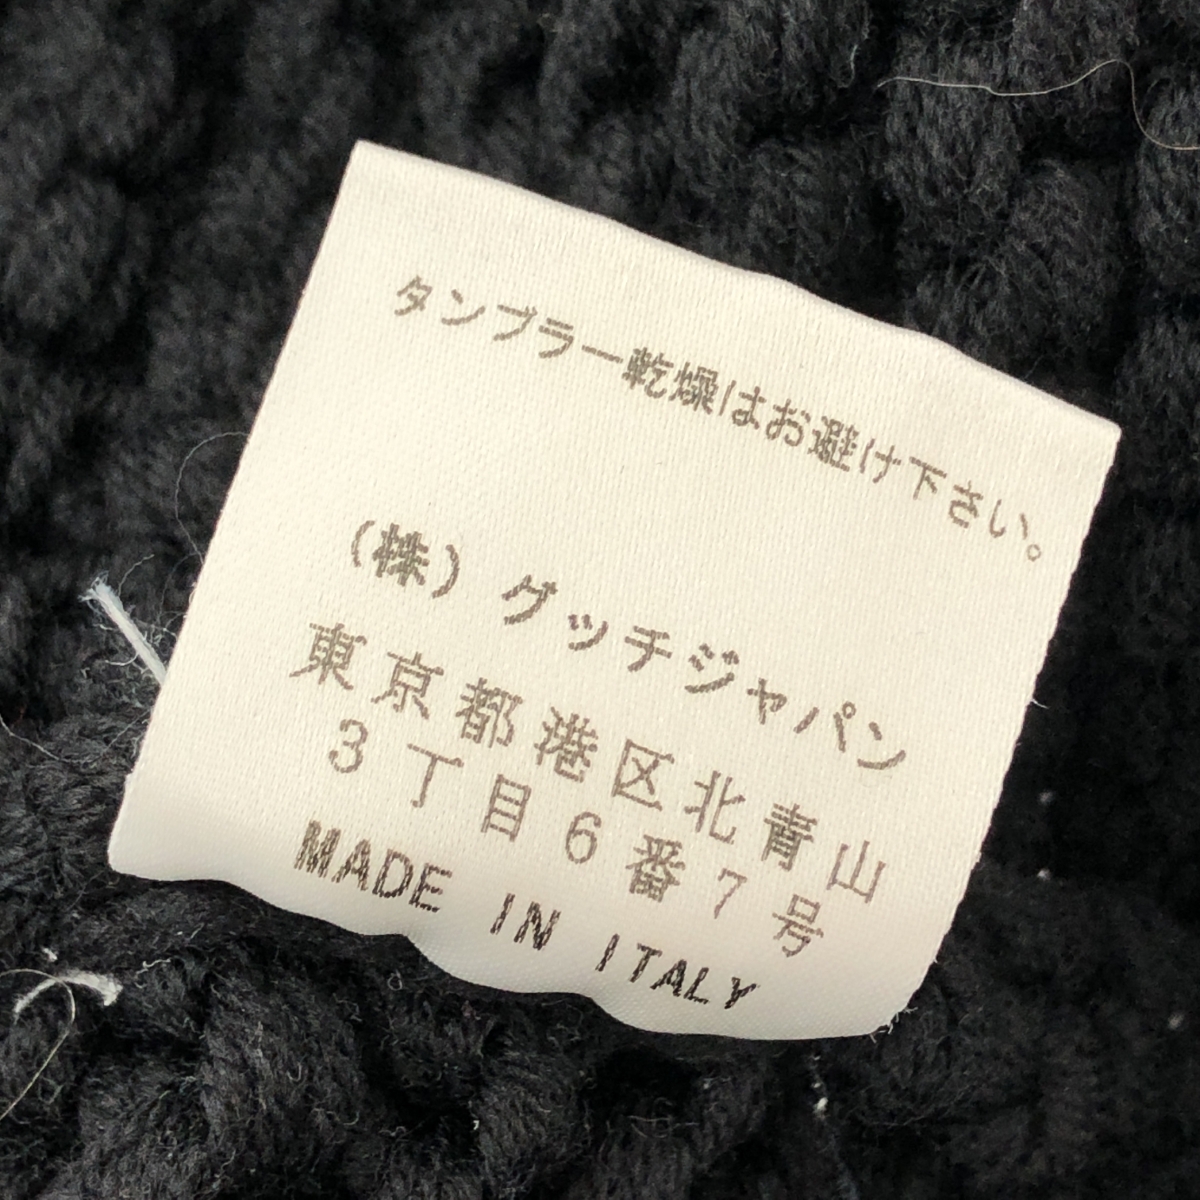 タンブラー乾燥はお避け下さい。
(株) グッチジャパン
東京都港区北青山
3丁目6番7号
MADE IN ITALY